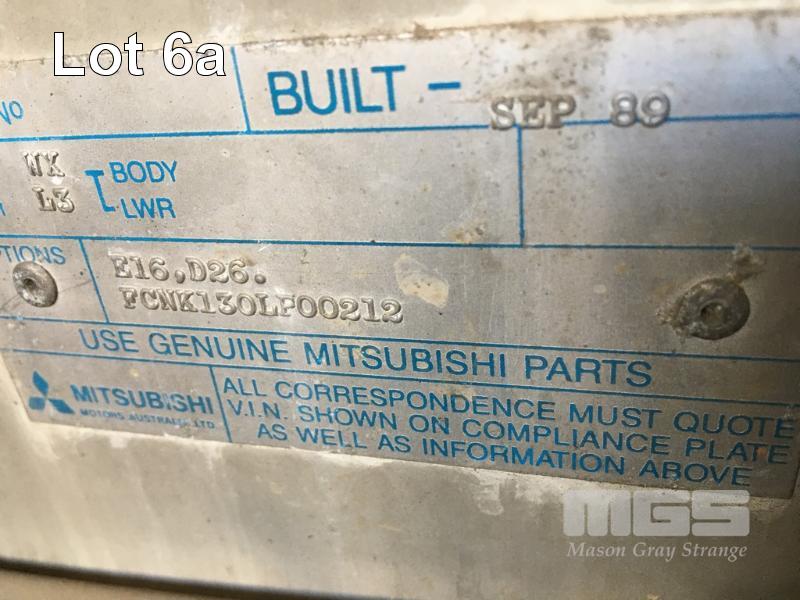 Lot 6a
NO
BUILT - SEP 89
WK
L3
BODY
LWR
TIONS
E16.D26.
FCNK130LP00212
USE GENUINE MITSUBISHI PARTS
MITSUBISHI
MOTORS AUSTRALIA LTD.
ALL CORRESPONDENCE MUST QUOTE
V.I.N. SHOWN ON COMPLIANCE PLATE
AS WELL AS INFORMATION ABOVE
MGS
Mason Gray Strange